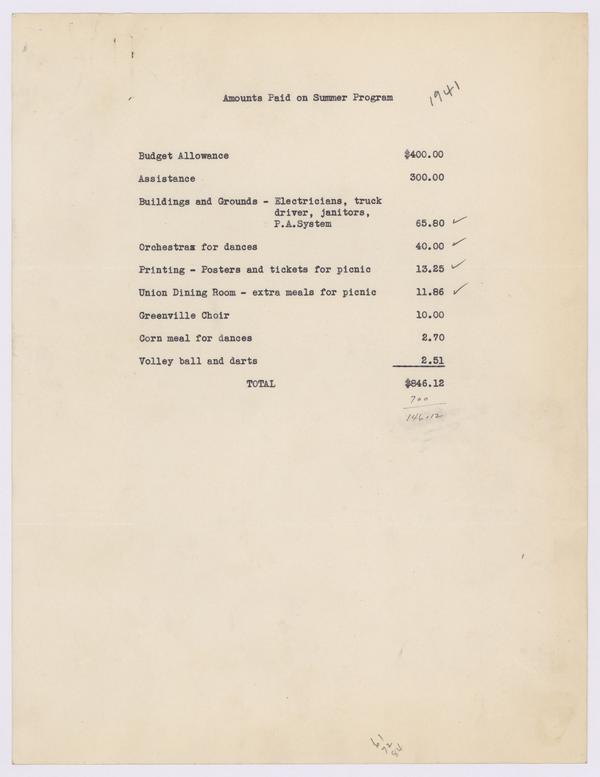 Amounts Paid on Summer Program 1941
Budget Allowance $400.00
Assistance 300.00
Buildings and Grounds - Electricians, truck
driver, janitors,
P.A.System 65.80 ✓
Orchestras for dances 40.00 ✓
Printing - Posters and tickets for picnic 13.25 ✓
Union Dining Room - extra meals for picnic 11.86 ✓
Greenville Choir 10.00
Corn meal for dances 2.70
Volley ball and darts 2.51
TOTAL $846.12
700
146.12